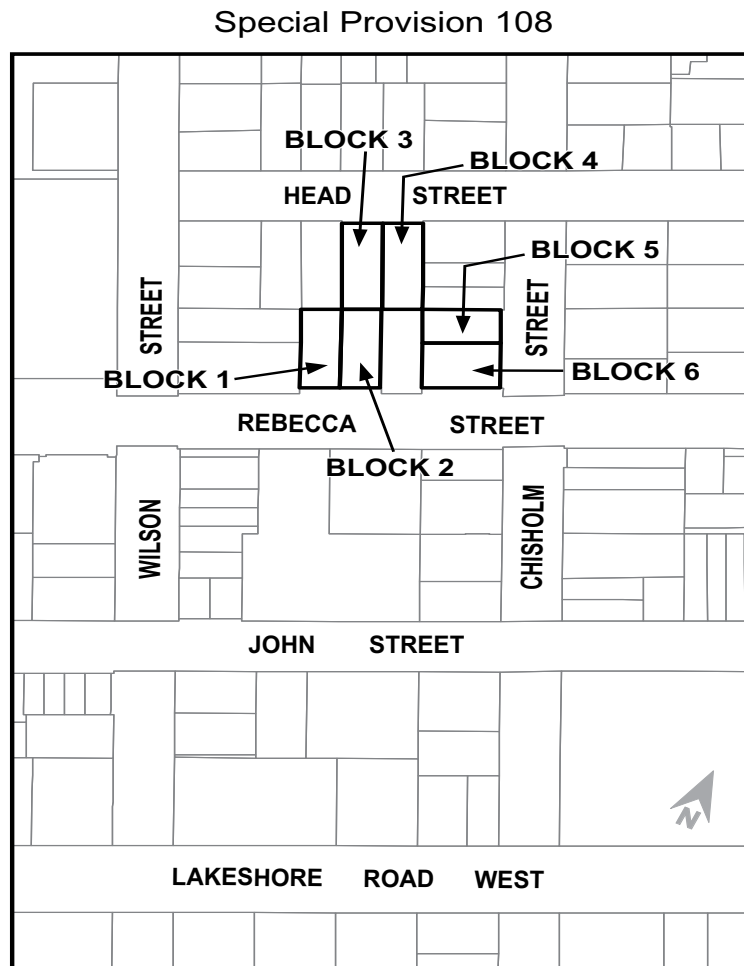 Special Provision 108
BLOCK 3
BLOCK 4
HEAD STREET
BLOCK 5
STREET
STREET
BLOCK 1
BLOCK 6
REBECCA STREET
BLOCK 2
WILSON
CHISHOLM
JOHN STREET
N
LAKESHORE ROAD WEST